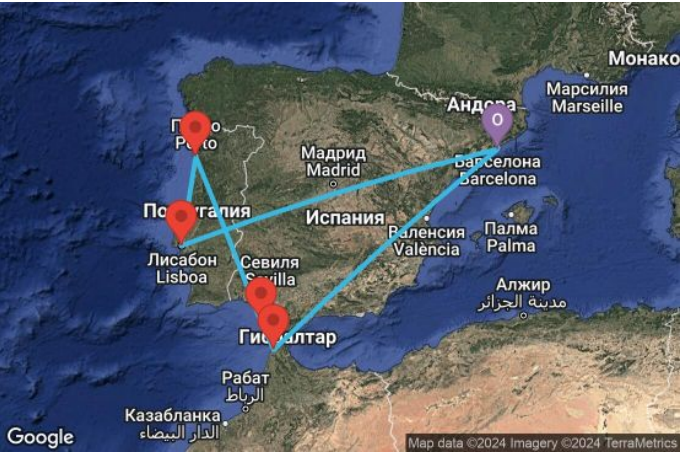 Монако
Марсилия
Marseille
Андора
Порто
Porto
Барселона
Barcelona
Мадрид
Madrid
Португалия
Испания
Валенсия
València
Палма
Palma
Лисабон
Lisboa
Севиля
Sevilla
Алжир
مدينة الجزائر
Гибралтар
Рабат
الرباط
Казабланка
الدار البيضاء
Google
Map data ©2024 Imagery ©2024 TerraMetrics
O